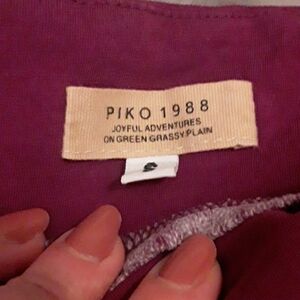 PIKO 1988
JOYFUL ADVENTURES
ON GREEN GRASSY PLAIN
S